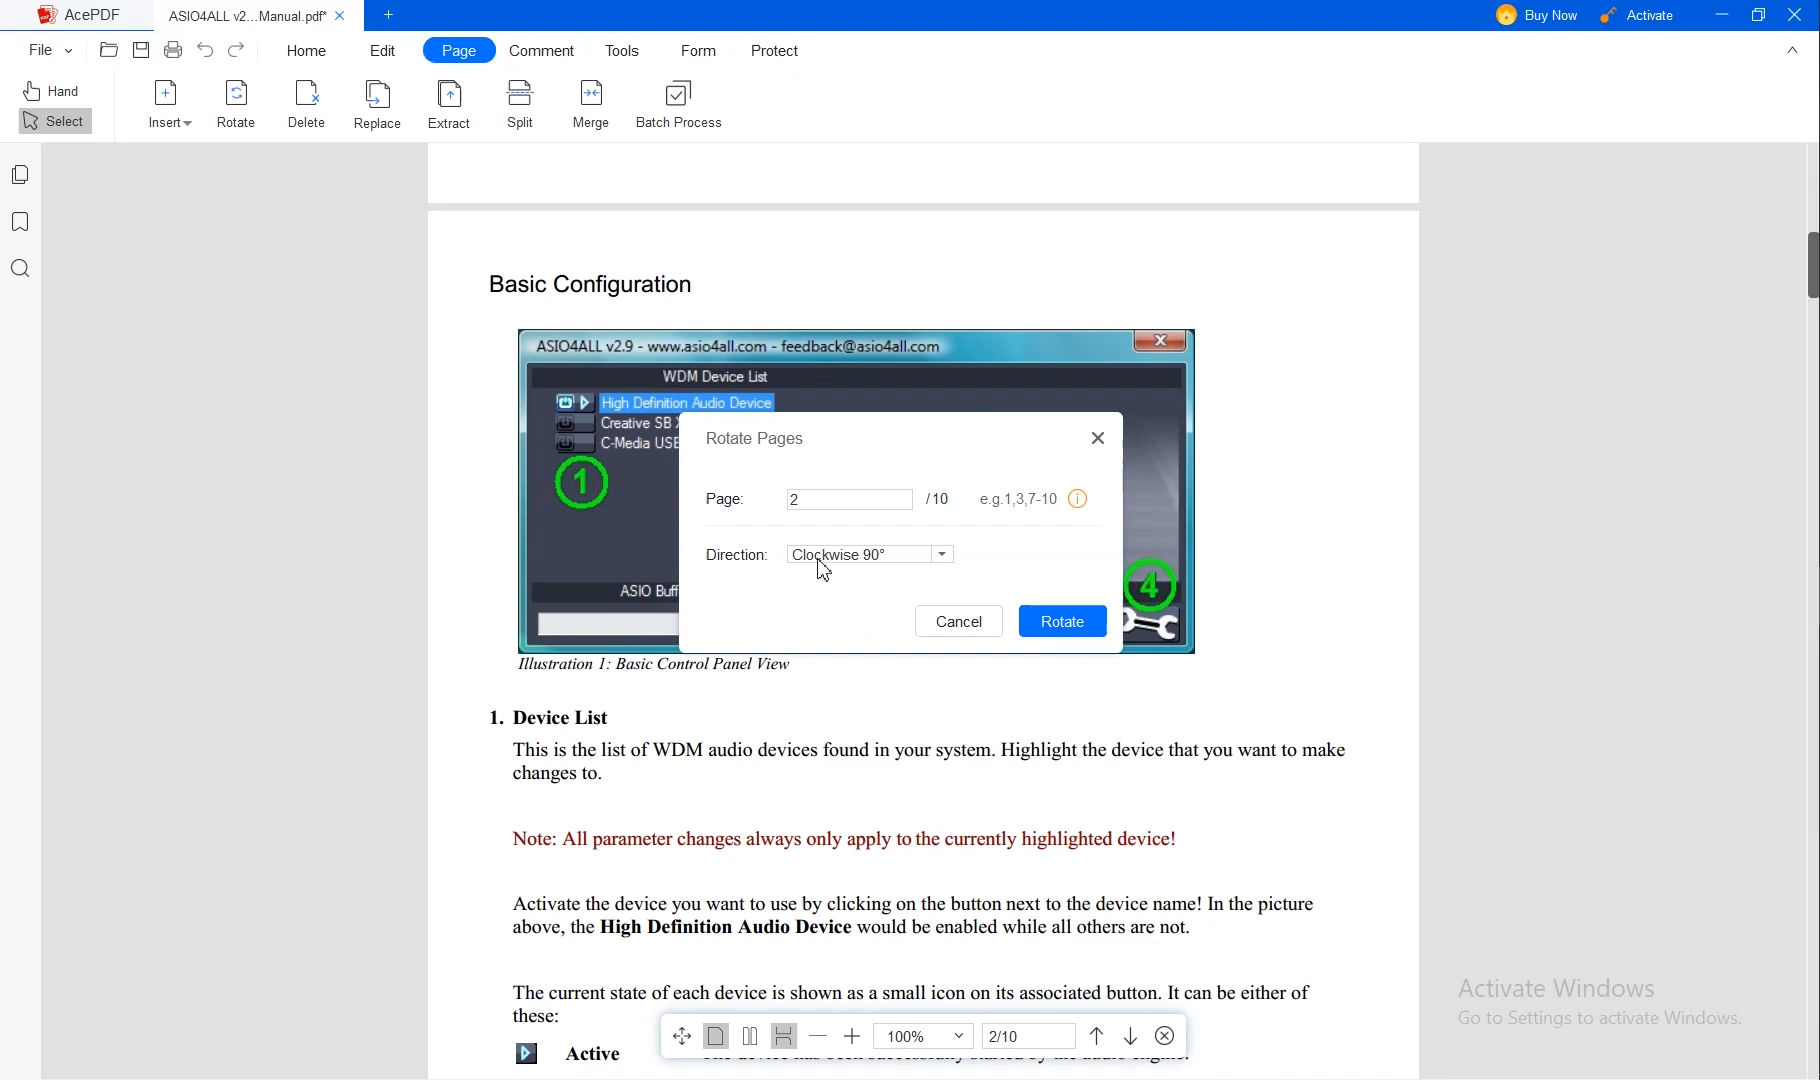 AcePDF
ASIO4ALL v2...Manual.pdf*
Buy Now
Activate
File
Home
Edit
Page
Comment
Tools
Form
Protect
Hand
Select
Insert
Rotate
Delete
Replace
Extract
Split
Merge
Batch Process
Basic Configuration
ASIO4ALL v2.9 - www.asio4all.com - feedback@asio4all.com
WDM Device List
High Definition Audio Device
Creative SB
C-Media USB
1
ASIO Buff
4
Rotate Pages
Page:
2
/10
e.g.1,3,7-10
Direction:
Clockwise 90°
Cancel
Rotate
Illustration 1: Basic Control Panel View
1. Device List
This is the list of WDM audio devices found in your system. Highlight the device that you want to make
changes to.
Note: All parameter changes always only apply to the currently highlighted device!
Activate the device you want to use by clicking on the button next to the device name! In the picture
above, the High Definition Audio Device would be enabled while all others are not.
The current state of each device is shown as a small icon on its associated button. It can be either of
these:
Active
100%
2/10
Activate Windows
Go to Settings to activate Windows.